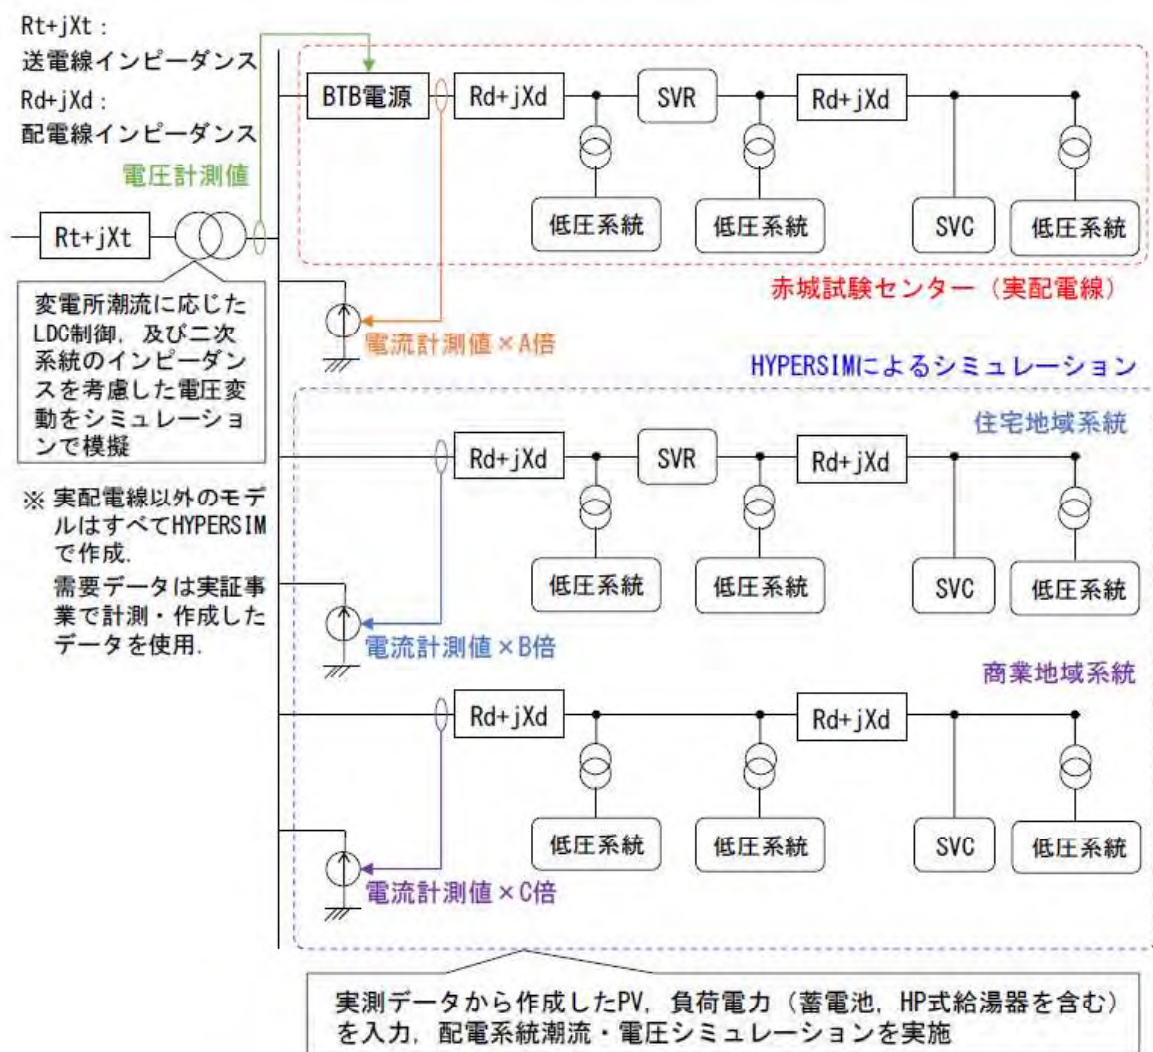 Rt+jXt：
送電線インピーダンス
Rd+jXd：
配電線インピーダンス
電圧計測値
Rt+jXt
変電所潮流に応じた
LDC制御，及び二次
系統のインピーダン
スを考慮した電圧変
動をシミュレーショ
ンで模擬
※ 実配電線以外のモデ
ルはすべてHYPERSIM
で作成．
需要データは実証事
業で計測・作成した
データを使用．
BTB電源
Rd+jXd
SVR
Rd+jXd
低圧系統
低圧系統
SVC
低圧系統
赤城試験センター（実配電線）
電流計測値×A倍
HYPERSIMによるシミュレーション
住宅地域系統
Rd+jXd
SVR
Rd+jXd
低圧系統
低圧系統
SVC
低圧系統
電流計測値×B倍
商業地域系統
Rd+jXd
Rd+jXd
低圧系統
低圧系統
SVC
低圧系統
電流計測値×C倍
実測データから作成したPV，負荷電力（蓄電池，HP式給湯器を含む）
を入力，配電系統潮流・電圧シミュレーションを実施